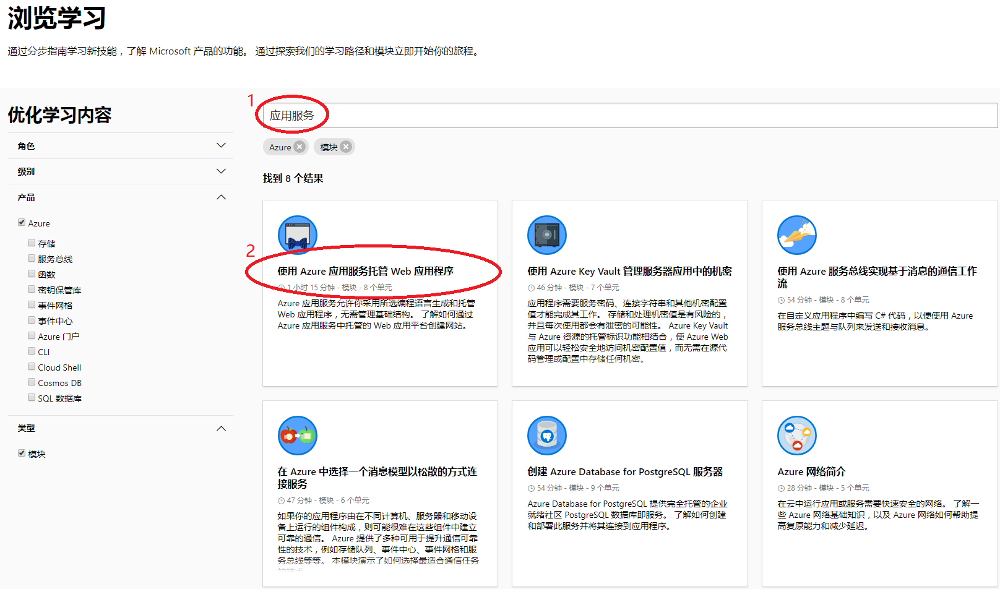 浏览学习
通过分步指南学习新技能，了解 Microsoft 产品的功能。 通过探索我们的学习路径和模块立即开始你的旅程。
优化学习内容
角色
级别
产品
Azure
存储
服务总线
函数
密钥保管库
事件网格
事件中心
Azure 门户
CLI
Cloud Shell
Cosmos DB
SQL 数据库
类型
模块
1
应用服务
Azure
模块
找到 8 个结果
2
使用 Azure 应用服务托管 Web 应用程序
1 小时 15 分钟 - 模块 - 8 个单元
Azure 应用服务允许你采用所选编程语言生成和托管
Web 应用程序，无需管理基础结构。 了解如何通过
Azure 应用服务中托管的 Web 应用平台创建网站。
使用 Azure Key Vault 管理服务器应用中的机密
46 分钟 - 模块 - 7 个单元
应用程序需要服务密码、连接字符串和其他机密配置
值才能完成其工作。 存储和处理机密值是有风险的，
并且每次使用都会有泄密的可能性。 Azure Key Vault
与 Azure 资源的托管标识功能相结合，使 Azure Web
应用可以轻松安全地访问机密配置值，而无需在源代
码管理或配置中存储任何机密。
使用 Azure 服务总线实现基于消息的通信工作
流
54 分钟 - 模块 - 8 个单元
在自定义应用程序中编写 C# 代码，以便使用 Azure
服务总线主题与队列来发送和接收消息。
在 Azure 中选择一个消息模型以松散的方式连
接服务
47 分钟 - 模块 - 6 个单元
如果你的应用程序由在不同计算机、服务器和移动设
备上运行的组件构成，则可能很难在这些组件中建立
可靠的通信。 Azure 提供了多种可用于提升通信可靠
性的技术，例如存储队列、事件中心、事件网格和服
务总线等等。 本模块演示了如何选择最适合通信任务
创建 Azure Database for PostgreSQL 服务器
54 分钟 - 模块 - 9 个单元
Azure Database for PostgreSQL 提供完全托管的企业
就绪社区 PostgreSQL 数据库即服务。 了解如何创建
和部署此服务并将其连接到应用程序。
Azure 网络简介
28 分钟 - 模块 - 5 个单元
在云中运行应用或服务需要快速安全的网络。 了解一
些 Azure 网络基础知识，以及 Azure 网络如何帮助提
高复原能力和减少延迟。